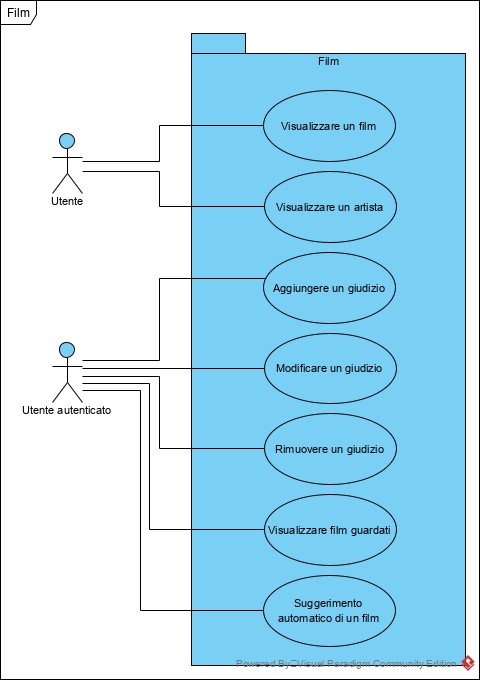 Film
Film
Visualizzare un film
Utente
Visualizzare un artista
Aggiungere un giudizio
Modificare un giudizio
Utente autenticato
Rimuovere un giudizio
Visualizzare film guardati
Suggerimento
automatico di un film
Powered By Visual Paradigm Community Edition